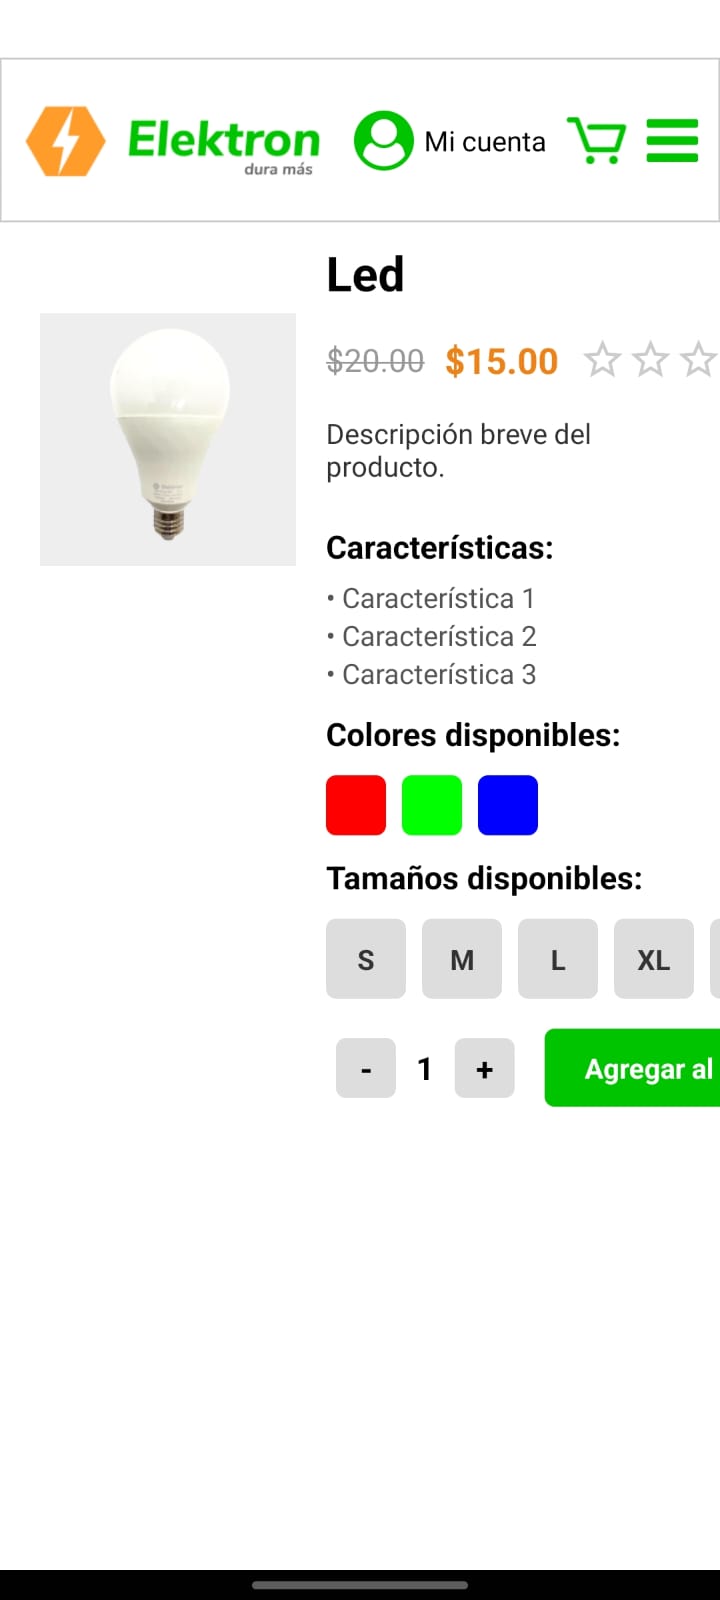 Elektron
dura más
Mi cuenta
Led
$20.00 $15.00
Descripción breve del
producto.
Características:
• Característica 1
• Característica 2
• Característica 3
Colores disponibles:
Tamaños disponibles:
S M L XL
- 1 + Agregar al